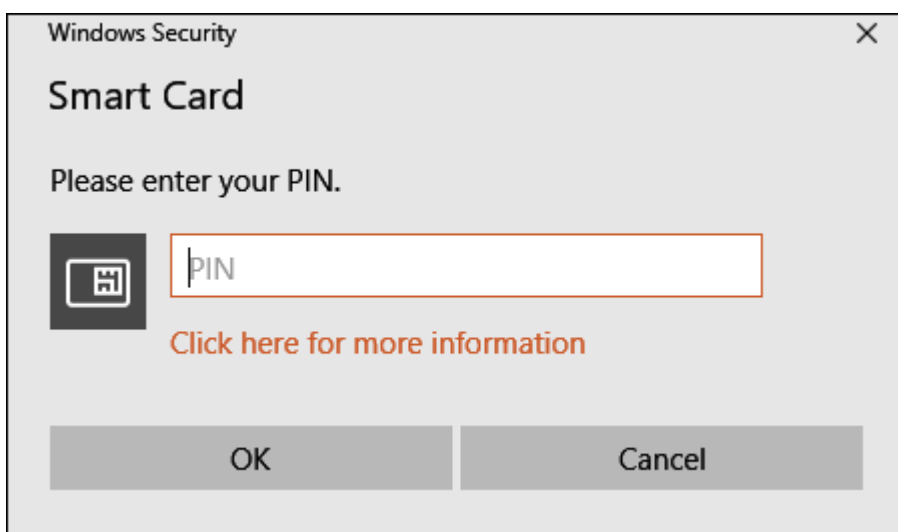 Windows Security
Smart Card
Please enter your PIN.
PIN
Click here for more information
OK
Cancel